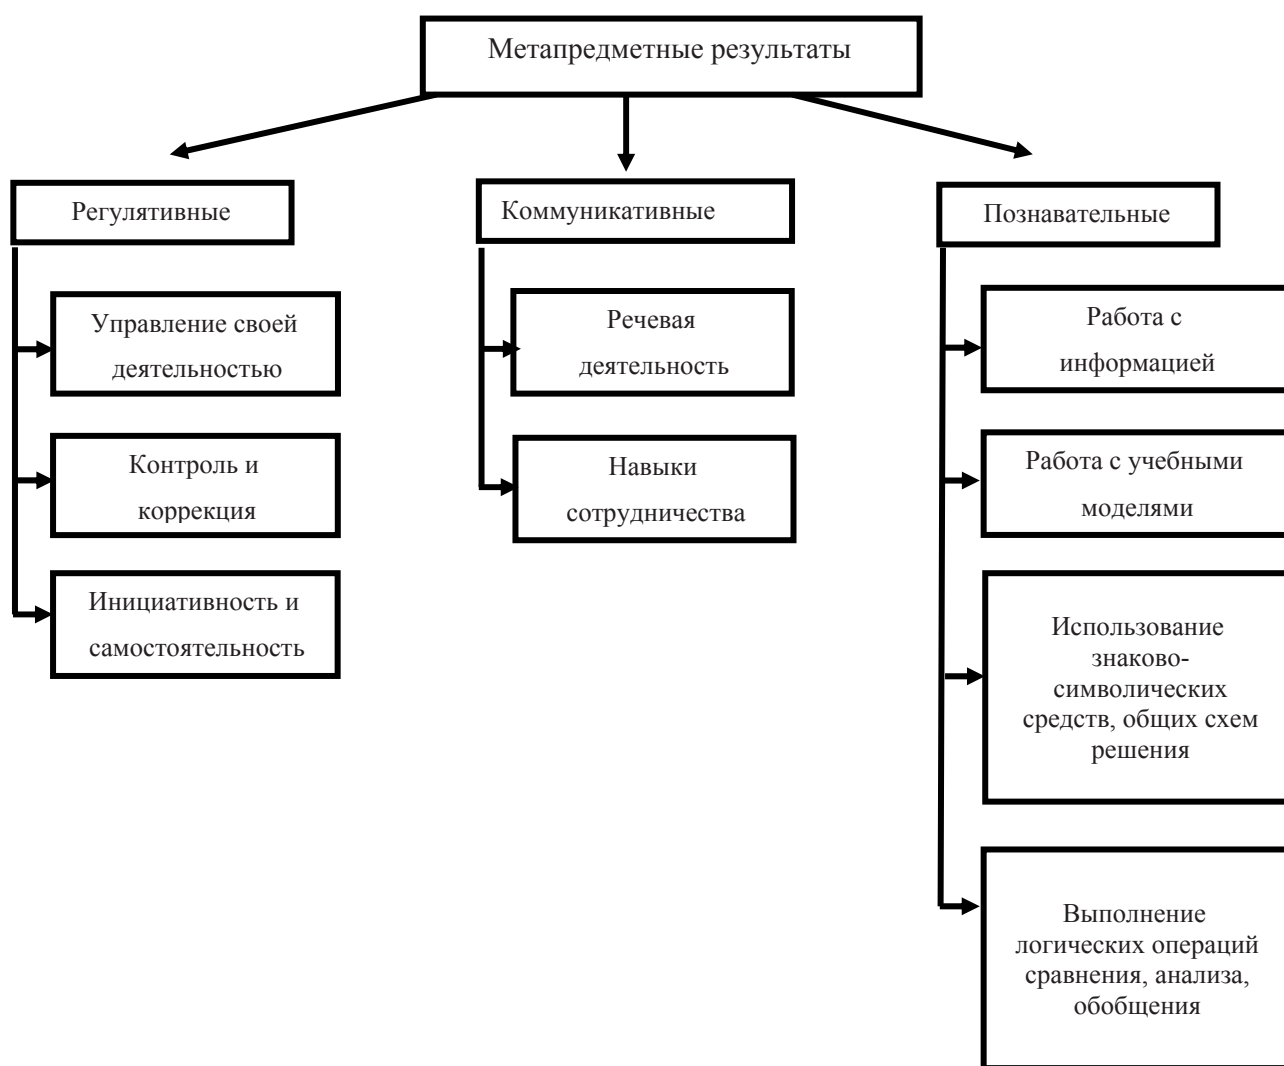 Метапредметные результаты
Регулятивные
Управление своей
деятельностью
Контроль и
коррекция
Инициативность и
самостоятельность
Коммуникативные
Речевая
деятельность
Навыки
сотрудничества
Познавательные
Работа с
информацией
Работа с учебными
моделями
Использование
знаково-
символических
средств, общих схем
решения
Выполнение
логических операций
сравнения, анализа,
обобщения